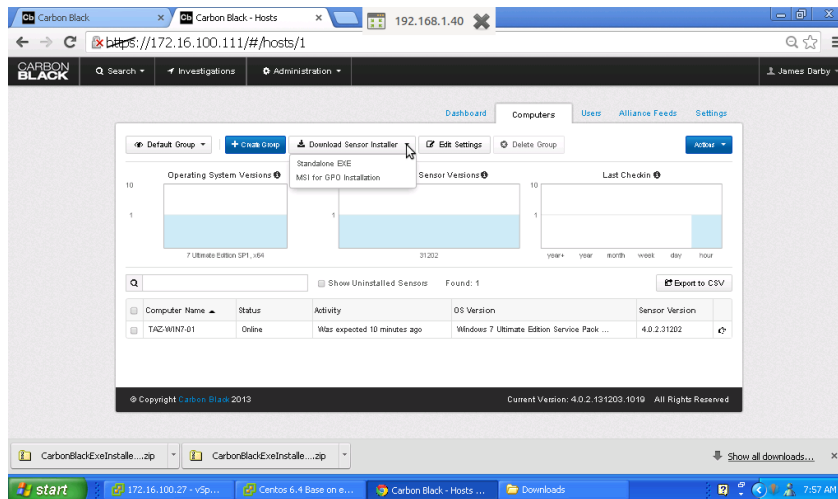 Carbon Black
Carbon Black - Hosts
192.168.1.40
https://172.16.100.111/#/hosts/1
CARBON BLACK
Search
Investigations
Administration
James Darby
Dashboard
Computers
Users
Alliance Feeds
Settings
Default Group
Create Group
Download Sensor Installer
Edit Settings
Delete Group
Actions
Standalone EXE
MSI for GPO Installation
Operating System Versions
Sensor Versions
Last Checkin
10
1
7 Ultimate Edition SP1, x64
1
31202
10
1
year+ year month week day hour
Show Uninstalled Sensors
Found: 1
Export to CSV
Computer Name Status Activity OS Version Sensor Version
TAZ-WIN7-01 Online Was expected 10 minutes ago Windows 7 Ultimate Edition Service Pack ... 4.0.2.31202
© Copyright Carbon Black 2013
Current Version: 4.0.2.131203.1019 All Rights Reserved
CarbonBlackExeInstalle....zip
CarbonBlackExeInstalle....zip
Show all downloads...
start
172.16.100.27 - vSp...
Centos 6.4 Base on e...
Carbon Black - Hosts ...
Downloads
7:57 AM